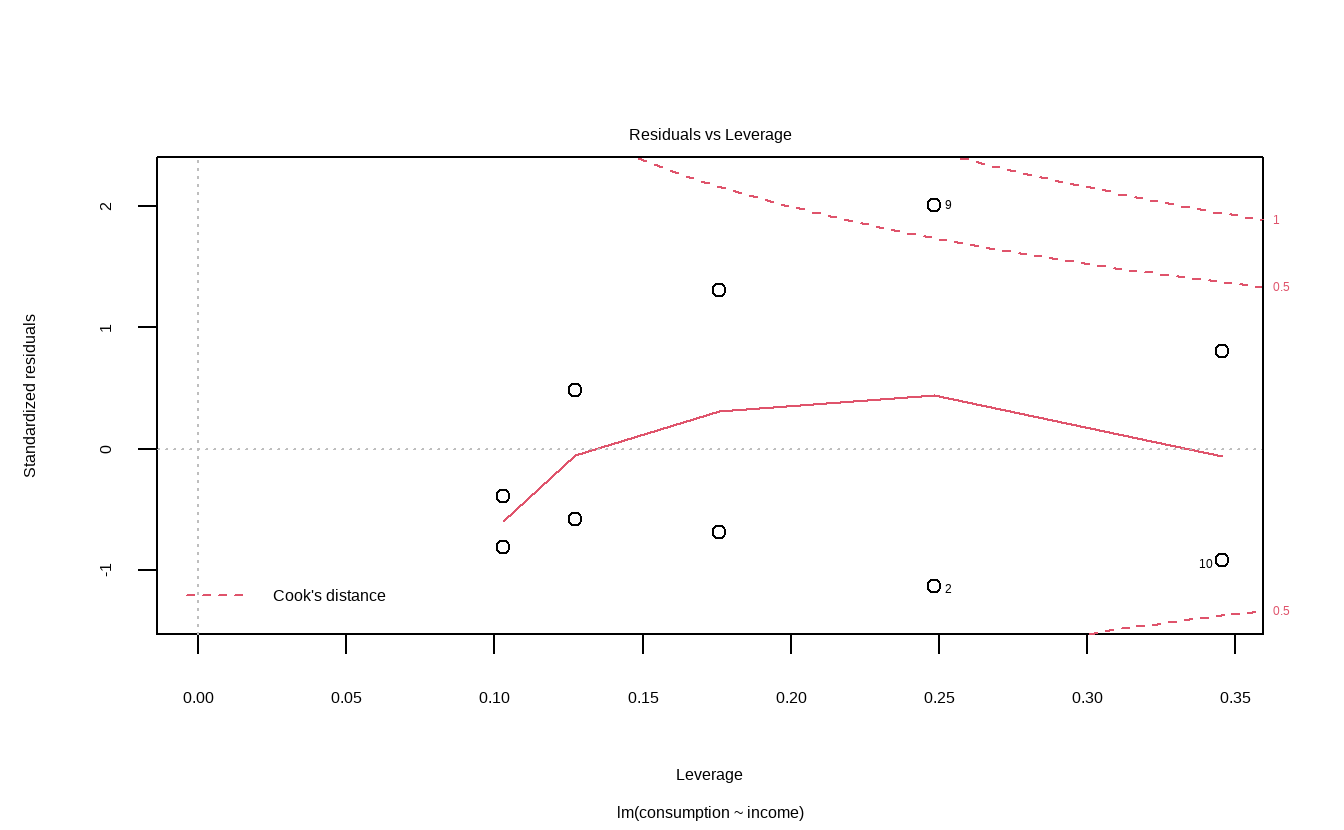 Residuals vs Leverage
Standardized residuals
2
1
0
-1
9
2
10
1
0.5
0.5
Cook's distance
0.00 0.05 0.10 0.15 0.20 0.25 0.30 0.35
Leverage
lm(consumption ~ income)